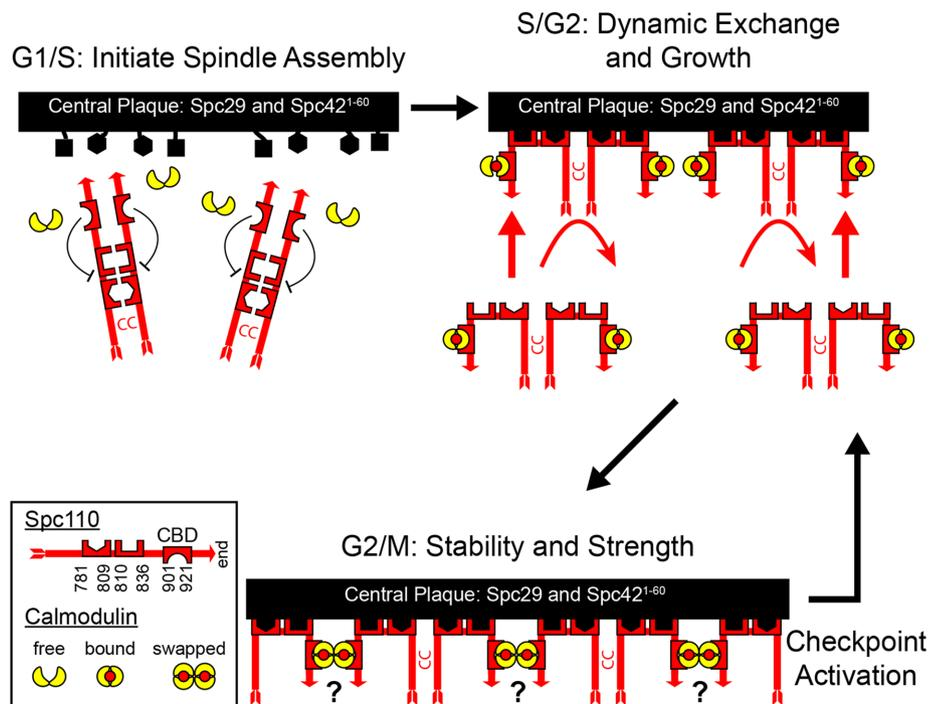 G1/S: Initiate Spindle Assembly
Central Plaque: Spc29 and Spc42¹⁻⁶⁰
CC
CC
S/G2: Dynamic Exchange
and Growth
Central Plaque: Spc29 and Spc42¹⁻⁶⁰
CC
CC
CC
CC
G2/M: Stability and Strength
Central Plaque: Spc29 and Spc42¹⁻⁶⁰
CC
CC
? ? ?
Checkpoint
Activation
Spc110
CBD
781 809 810 836 901 921 end
Calmodulin
free bound swapped